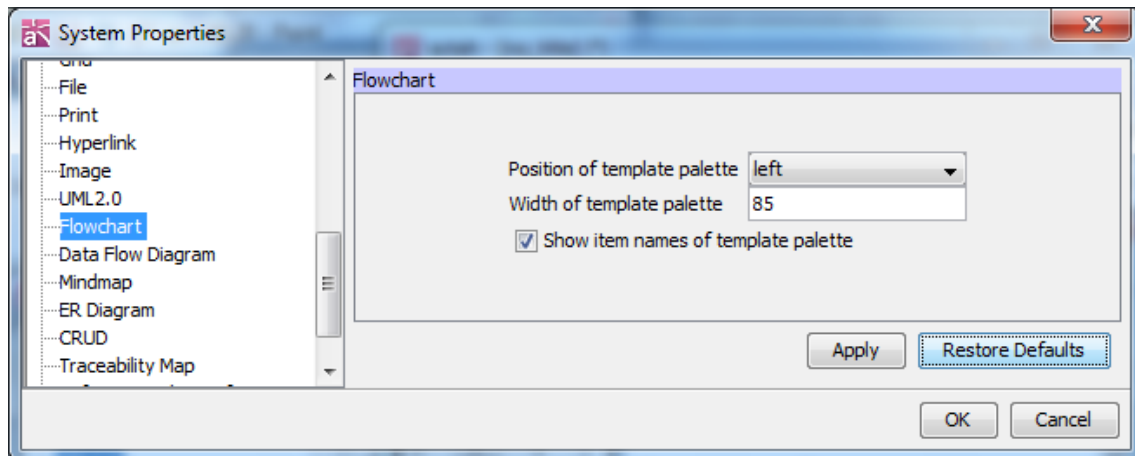 System Properties
Grid
File
Print
Hyperlink
Image
UML2.0
Flowchart
Data Flow Diagram
Mindmap
ER Diagram
CRUD
Traceability Map
Flowchart
Position of template palette left
Width of template palette 85
Show item names of template palette
Apply Restore Defaults
OK Cancel